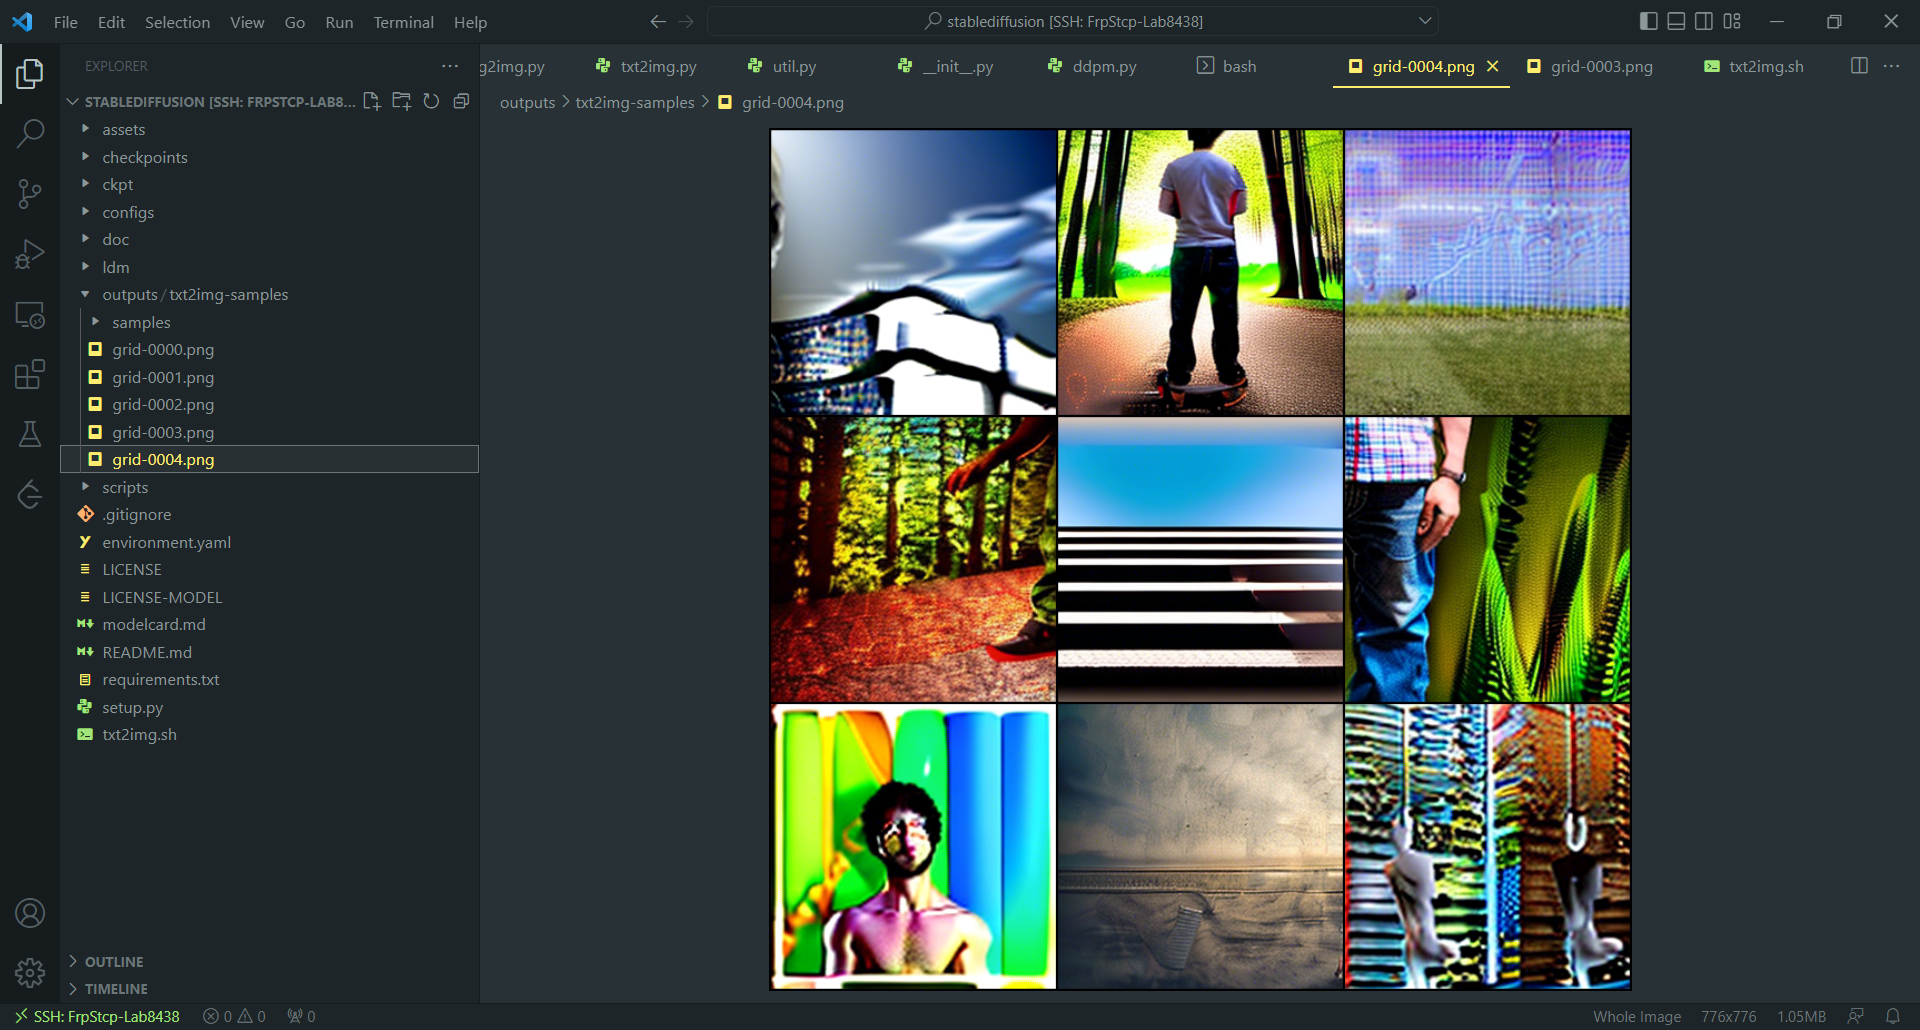 File Edit Selection View Go Run Terminal Help
stablediffusion [SSH: FrpStcp-Lab8438]
EXPLORER
g2img.py txt2img.py util.py __init__.py ddpm.py bash grid-0004.png grid-0003.png txt2img.sh
STABLEDIFFUSION [SSH: FRPSTCP-LAB8...
outputs txt2img-samples grid-0004.png
assets
checkpoints
ckpt
configs
doc
ldm
outputs / txt2img-samples
samples
grid-0000.png
grid-0001.png
grid-0002.png
grid-0003.png
grid-0004.png
scripts
.gitignore
environment.yaml
LICENSE
LICENSE-MODEL
modelcard.md
README.md
requirements.txt
setup.py
txt2img.sh
OUTLINE
TIMELINE
SSH: FrpStcp-Lab8438 0 0 0 Whole Image 776x776 1.05MB